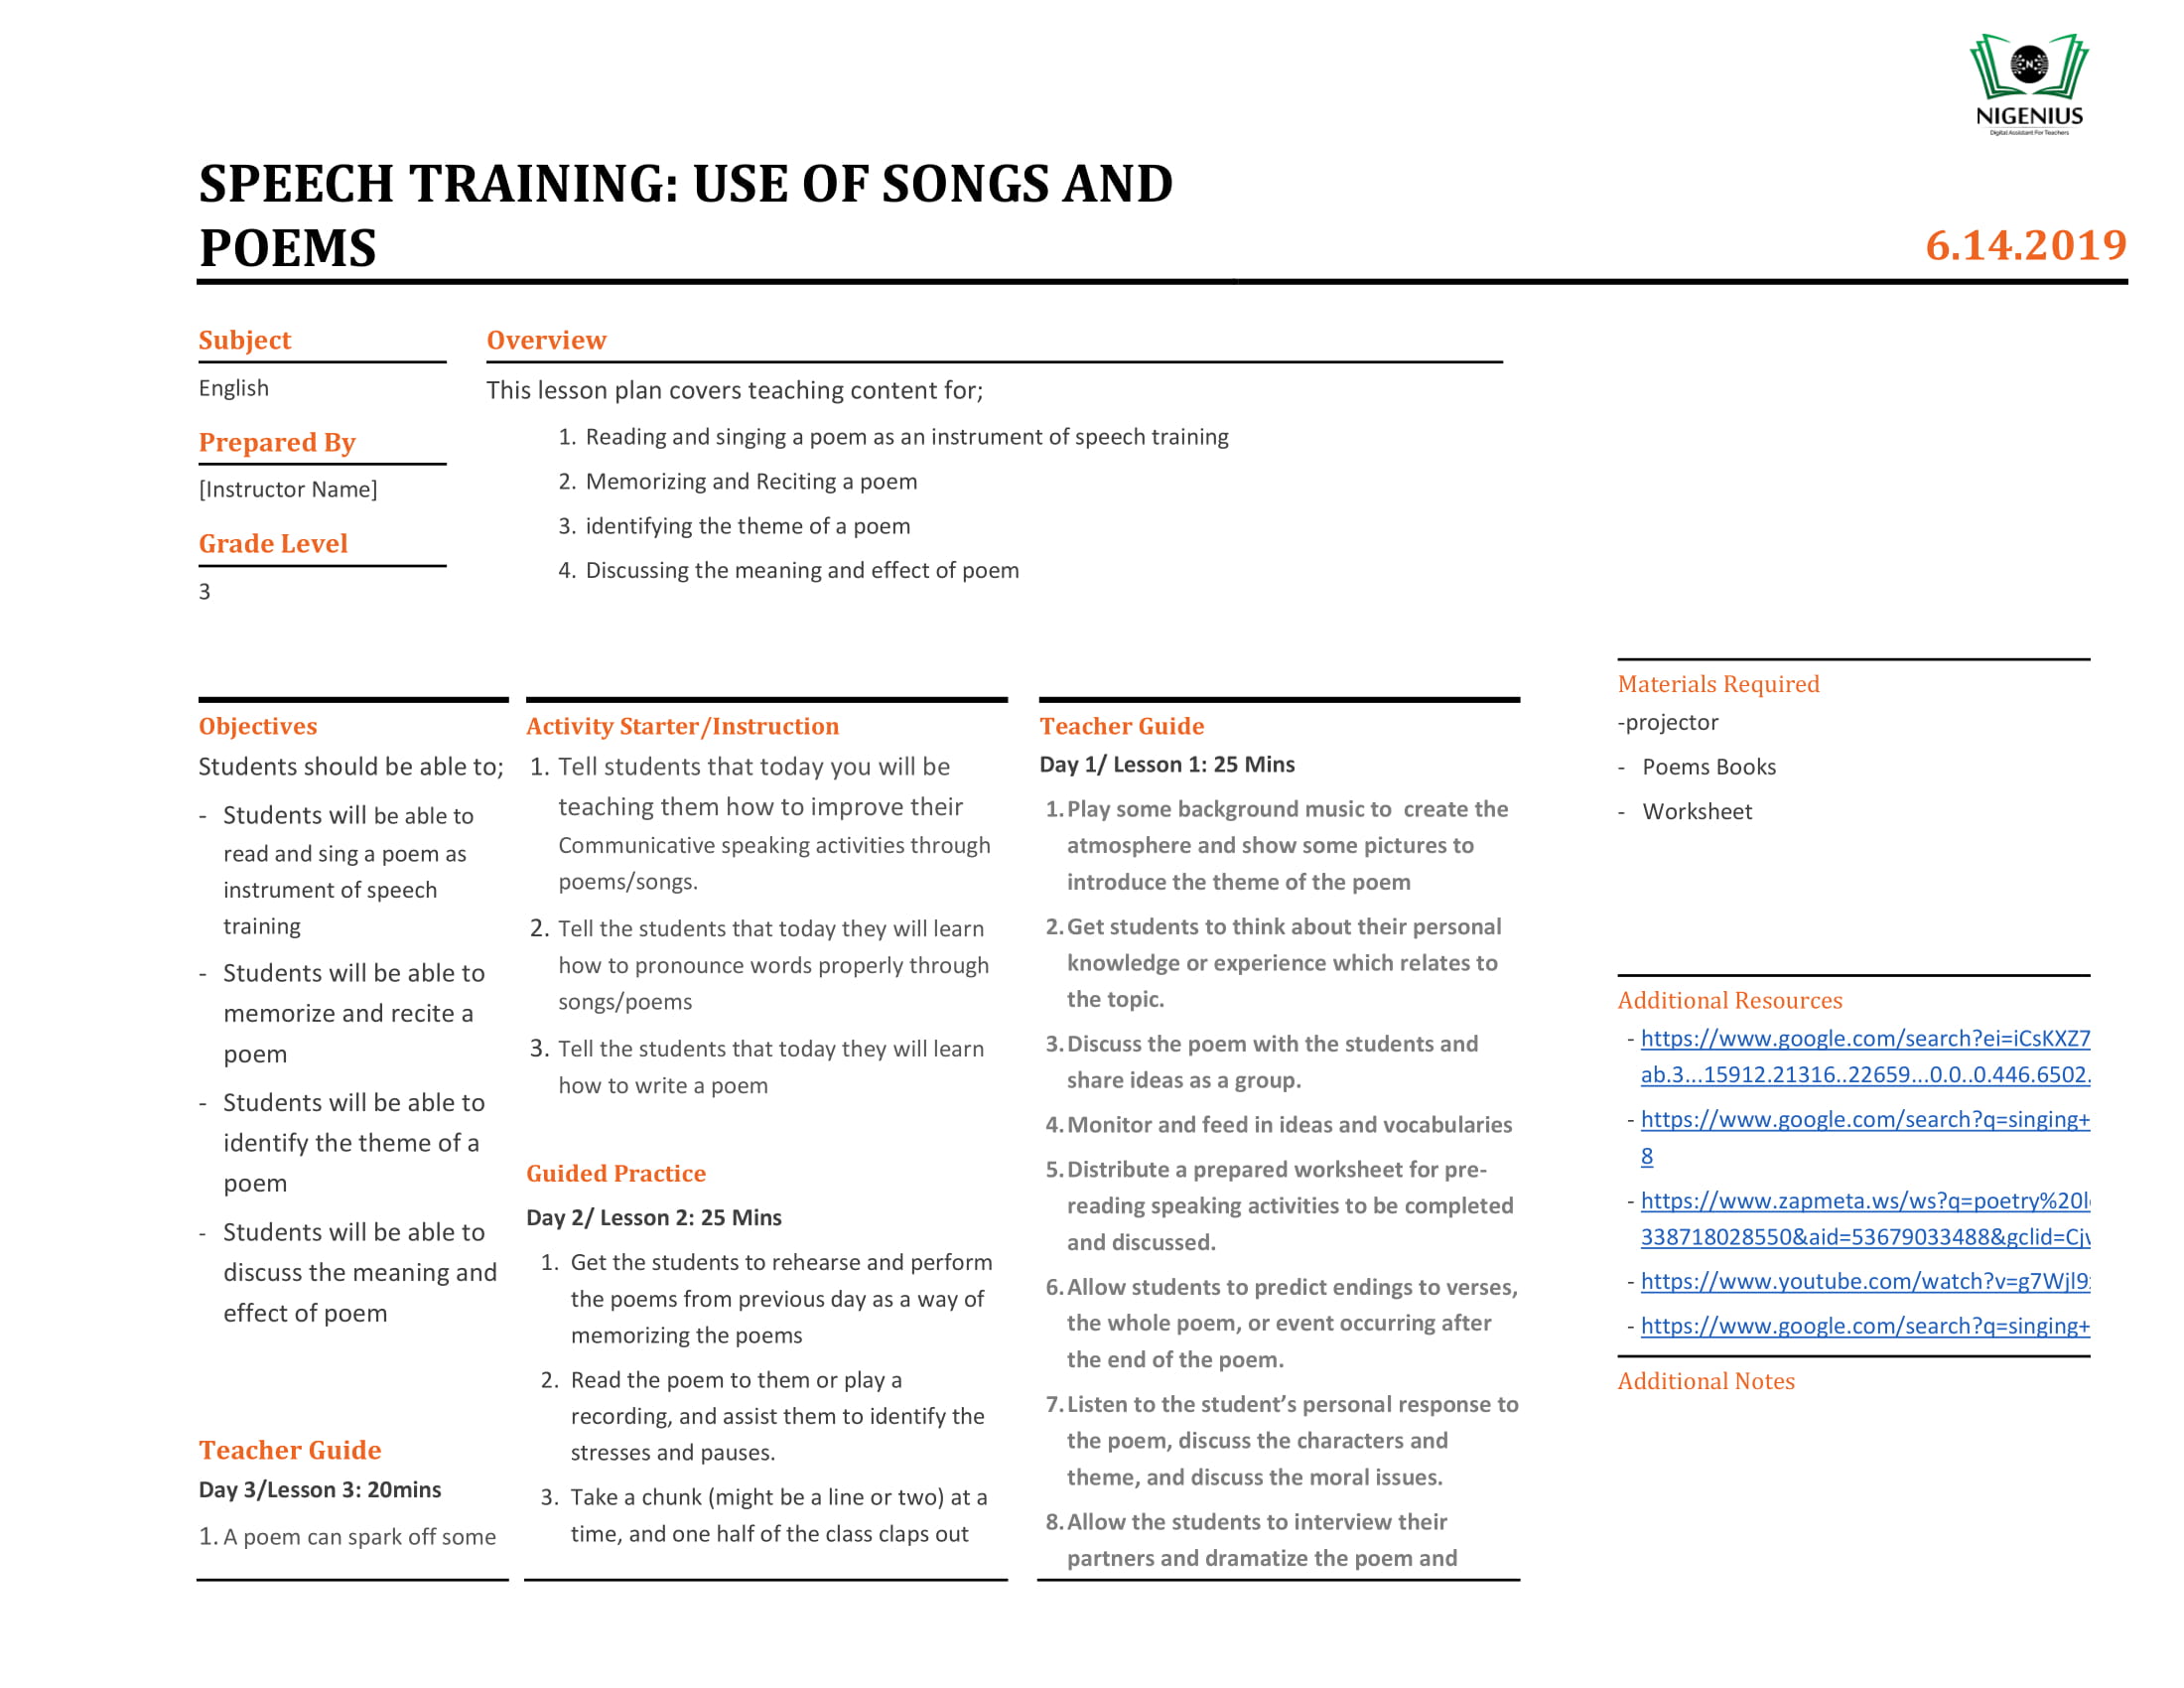 NIGENIUS
Digital Assistant For Teachers
SPEECH TRAINING: USE OF SONGS AND
POEMS
6.14.2019
Subject
English
Prepared By
[Instructor Name]
Grade Level
3
Overview
This lesson plan covers teaching content for;
1. Reading and singing a poem as an instrument of speech training
2. Memorizing and Reciting a poem
3. identifying the theme of a poem
4. Discussing the meaning and effect of poem
Objectives
Students should be able to;
- Students will be able to
read and sing a poem as
instrument of speech
training
- Students will be able to
memorize and recite a
poem
- Students will be able to
identify the theme of a
poem
- Students will be able to
discuss the meaning and
effect of poem
Teacher Guide
Day 3/Lesson 3: 20mins
1. A poem can spark off some
Activity Starter/Instruction
1. Tell students that today you will be
teaching them how to improve their
Communicative speaking activities through
poems/songs.
2. Tell the students that today they will learn
how to pronounce words properly through
songs/poems
3. Tell the students that today they will learn
how to write a poem
Guided Practice
Day 2/ Lesson 2: 25 Mins
1. Get the students to rehearse and perform
the poems from previous day as a way of
memorizing the poems
2. Read the poem to them or play a
recording, and assist them to identify the
stresses and pauses.
3. Take a chunk (might be a line or two) at a
time, and one half of the class claps out
Teacher Guide
Day 1/ Lesson 1: 25 Mins
1. Play some background music to  create the
atmosphere and show some pictures to
introduce the theme of the poem
2. Get students to think about their personal
knowledge or experience which relates to
the topic.
3. Discuss the poem with the students and
share ideas as a group.
4. Monitor and feed in ideas and vocabularies
5. Distribute a prepared worksheet for pre-
reading speaking activities to be completed
and discussed.
6. Allow students to predict endings to verses,
the whole poem, or event occurring after
the end of the poem.
7. Listen to the student’s personal response to
the poem, discuss the characters and
theme, and discuss the moral issues.
8. Allow the students to interview their
partners and dramatize the poem and
Materials Required
-projector
- Poems Books
- Worksheet
Additional Resources
- https://www.google.com/search?ei=iCsKXZ7
ab.3...15912.21316..22659...0.0..0.446.6502.
- https://www.google.com/search?q=singing+
8
- https://www.zapmeta.ws/ws?q=poetry%20l
338718028550&aid=53679033488&gclid=Cj
- https://www.youtube.com/watch?v=g7Wjl9
- https://www.google.com/search?q=singing+
Additional Notes